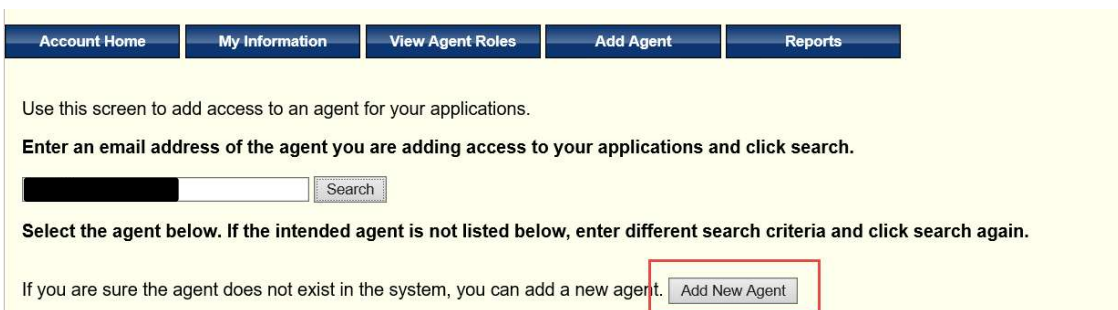 Account Home My Information View Agent Roles Add Agent Reports
Use this screen to add access to an agent for your applications.
Enter an email address of the agent you are adding access to your applications and click search.
Search
Select the agent below. If the intended agent is not listed below, enter different search criteria and click search again.
If you are sure the agent does not exist in the system, you can add a new agent. Add New Agent